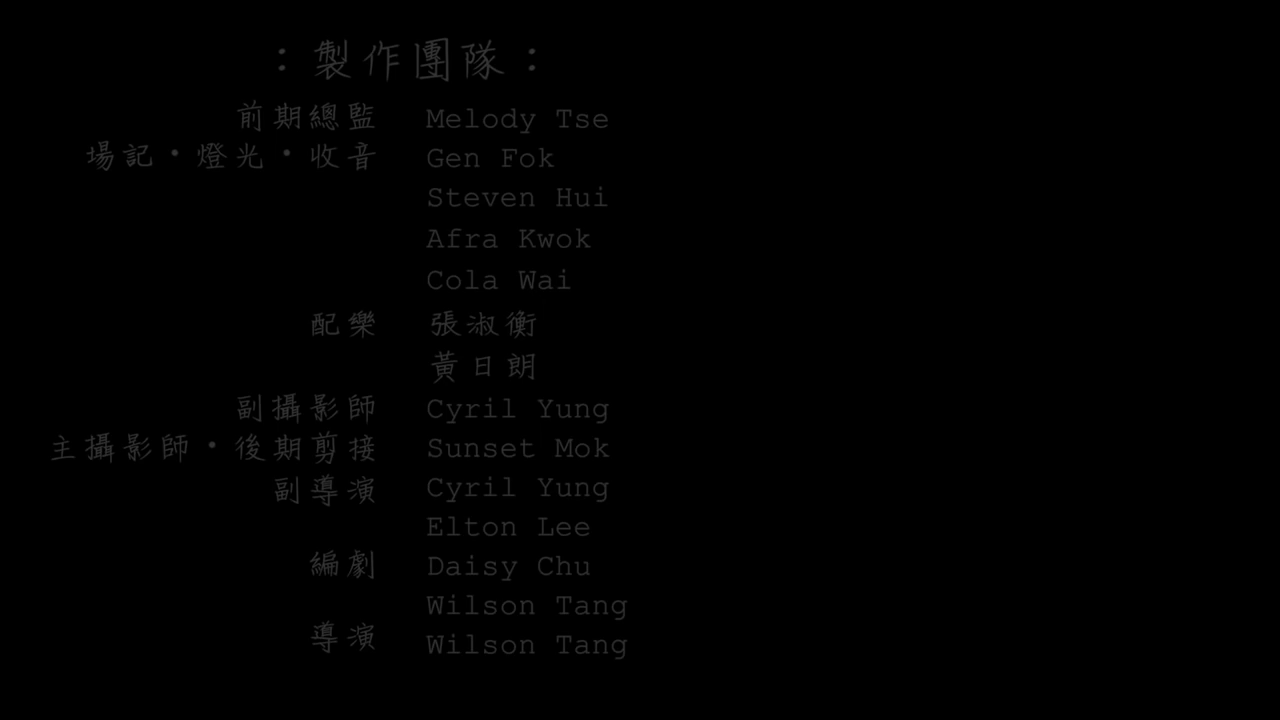 ：製作團隊：
前期總監 Melody Tse
場記・燈光・收音 Gen Fok
Steven Hui
Afra Kwok
Cola Wai
配樂 張淑衡
黃日朗
副攝影師 Cyril Yung
主攝影師・後期剪接 Sunset Mok
副導演 Cyril Yung
Elton Lee
編劇 Daisy Chu
Wilson Tang
導演 Wilson Tang